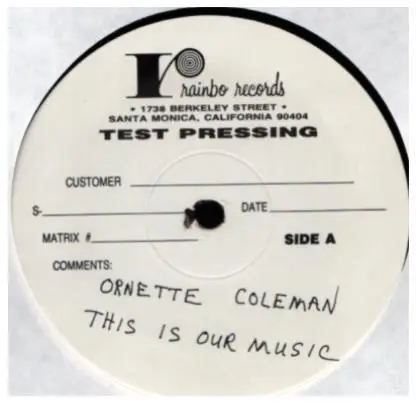 r
rainbo records
• 1738 BERKELEY STREET •
SANTA MONICA, CALIFORNIA 90404
TEST PRESSING
CUSTOMER
S- DATE
MATRIX # SIDE A
COMMENTS:
ORNETTE COLEMAN
THIS IS OUR MUSIC